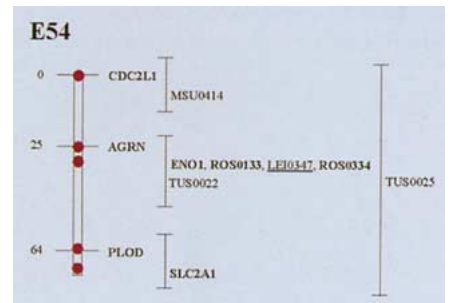 E54
0 CDC2L1
MSU0414
25 AGRN
ENO1, ROS0133, LEI0347, ROS0334
TUS0022
TUS0025
64 PLOD
SLC2A1